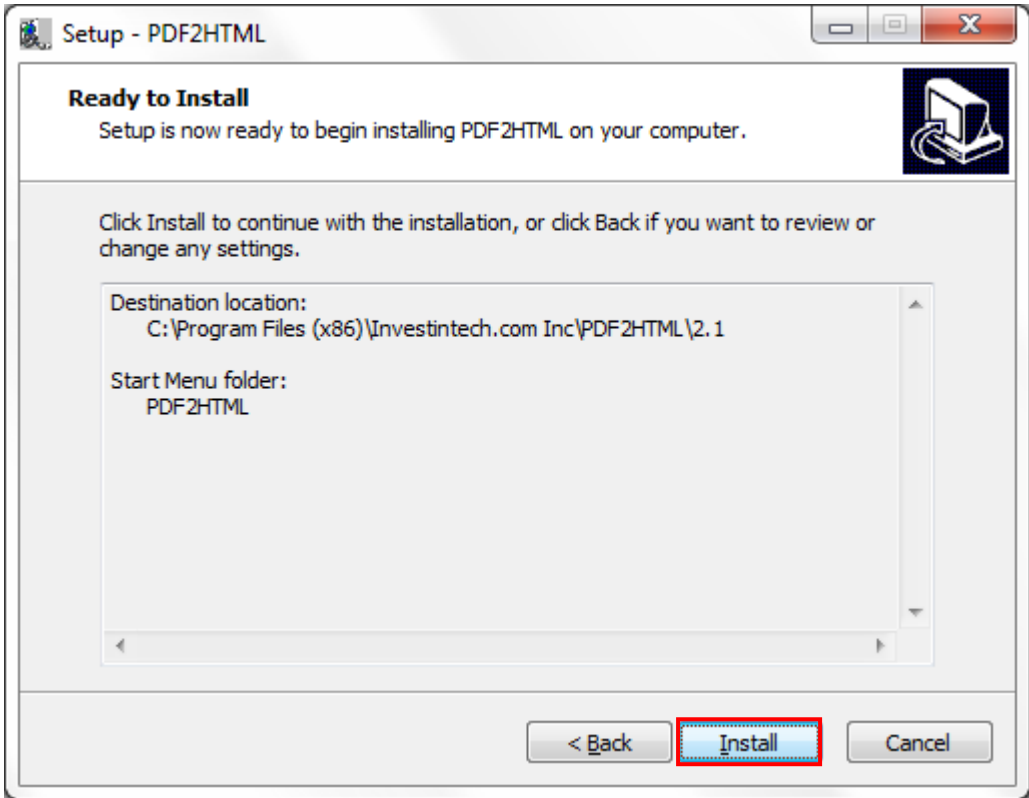 Setup - PDF2HTML
Ready to Install
Setup is now ready to begin installing PDF2HTML on your computer.
Click Install to continue with the installation, or click Back if you want to review or
change any settings.
Destination location:
C:\Program Files (x86)\Investintech.com Inc\PDF2HTML\2.1
Start Menu folder:
PDF2HTML
< Back Install Cancel